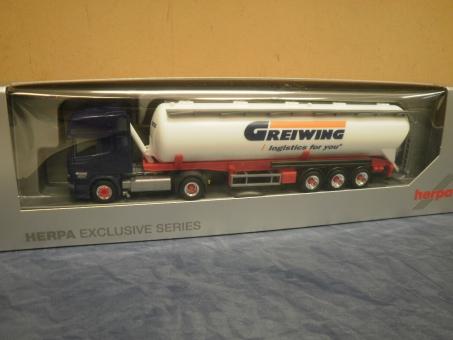 GREIWING
logistics for you"
HERPA EXCLUSIVE SERIES
herpa